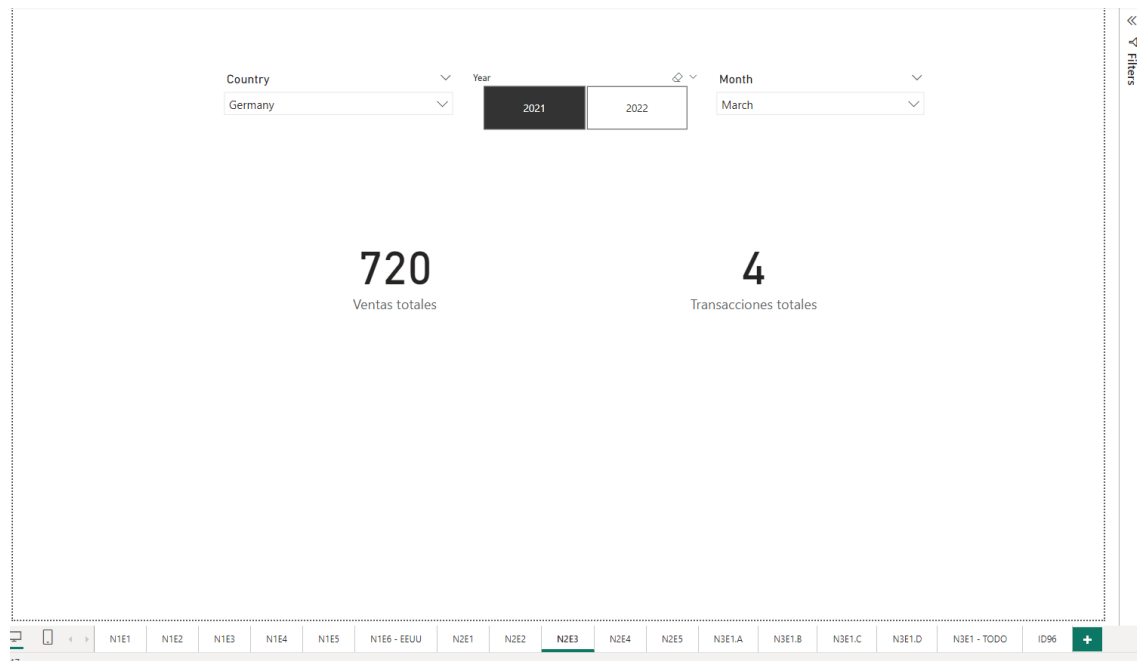 Country
Year
Month
Germany
2021
2022
March
Filters
720
Ventas totales
4
Transacciones totales
N1E1
N1E2
N1E3
N1E4
N1E5
N1E6 - EEUU
N2E1
N2E2
N2E3
N2E4
N2E5
N3E1.A
N3E1.B
N3E1.C
N3E1.D
N3E1 - TODO
ID96
+